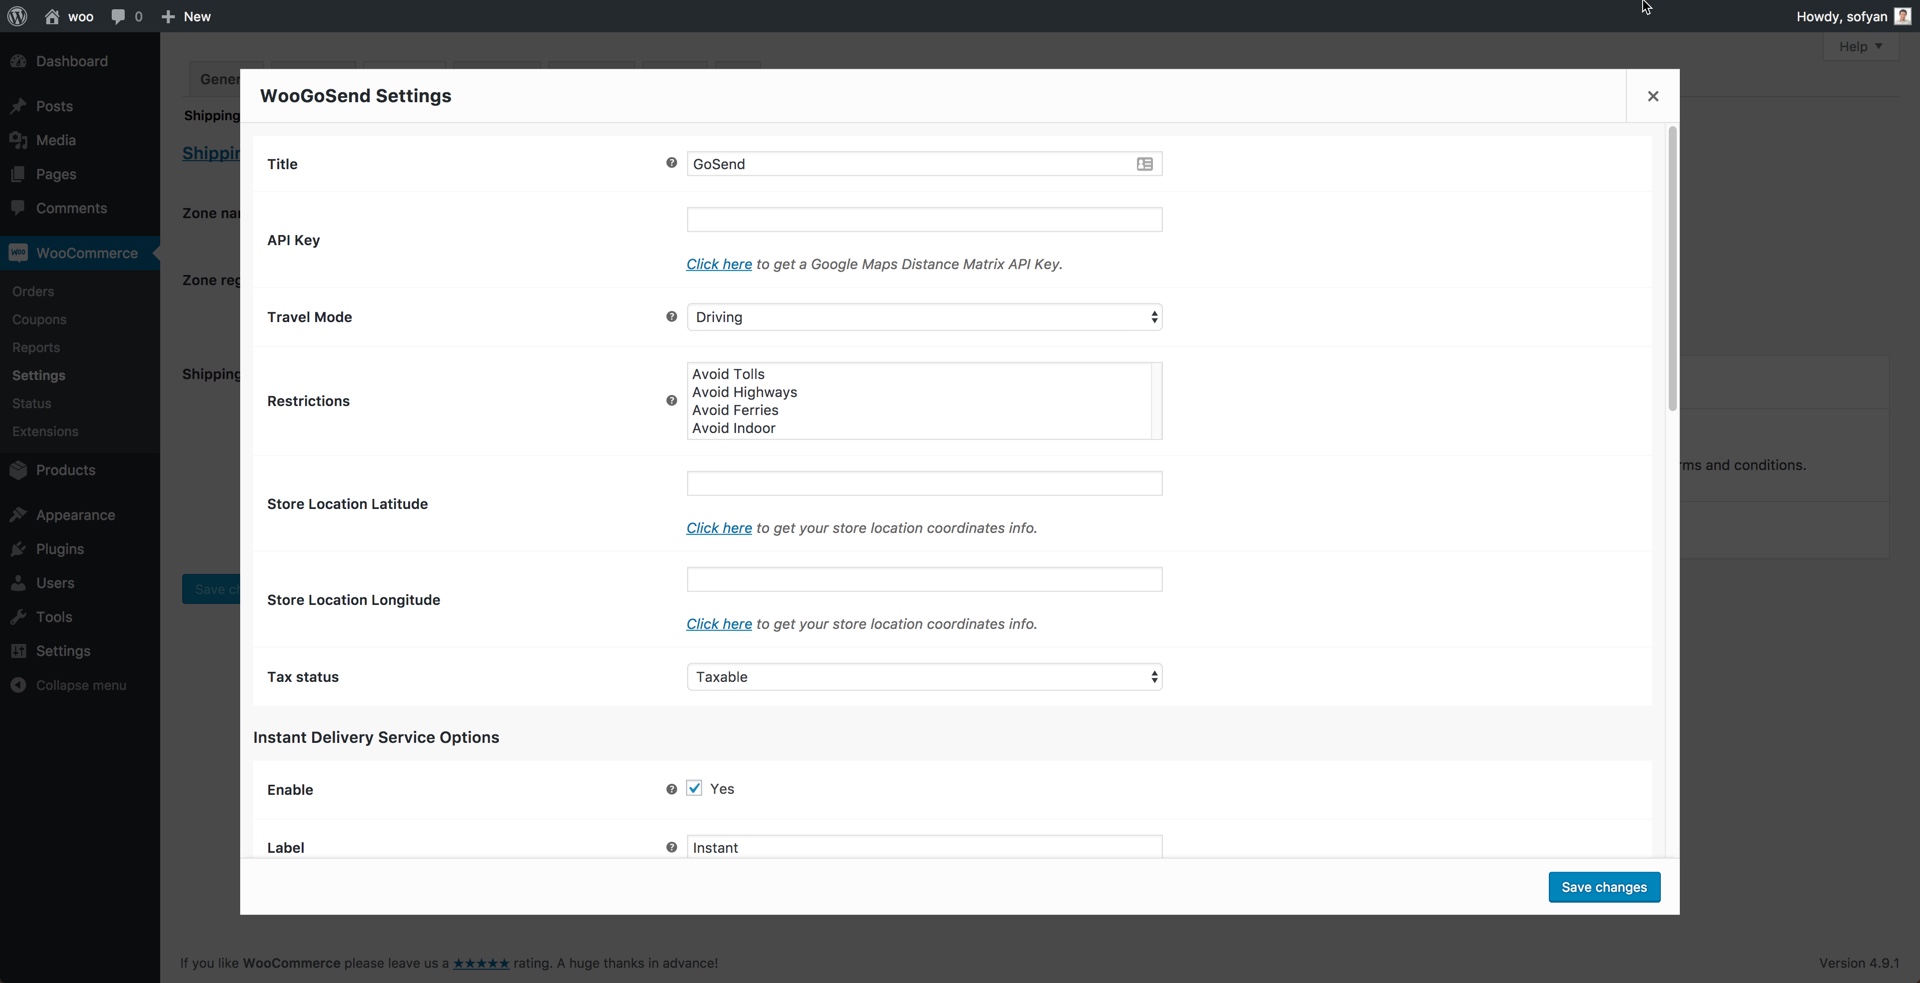 woo
0
New
Howdy, sofyan
Help
Dashboard
Posts
Media
Pages
Comments
WooCommerce
Orders
Coupons
Reports
Settings
Status
Extensions
Products
Appearance
Plugins
Users
Tools
Settings
Collapse menu
Gener
Shipping
Shippin
Zone nar
Zone reg
Shipping
Save ch
WooGoSend Settings
Title
GoSend
API Key
Click here to get a Google Maps Distance Matrix API Key.
Travel Mode
Driving
Restrictions
Avoid Tolls
Avoid Highways
Avoid Ferries
Avoid Indoor
Store Location Latitude
Click here to get your store location coordinates info.
Store Location Longitude
Click here to get your store location coordinates info.
Tax status
Taxable
Instant Delivery Service Options
Enable
Yes
Label
Instant
Save changes
ms and conditions.
If you like WooCommerce please leave us a ★★★★★ rating. A huge thanks in advance!
Version 4.9.1